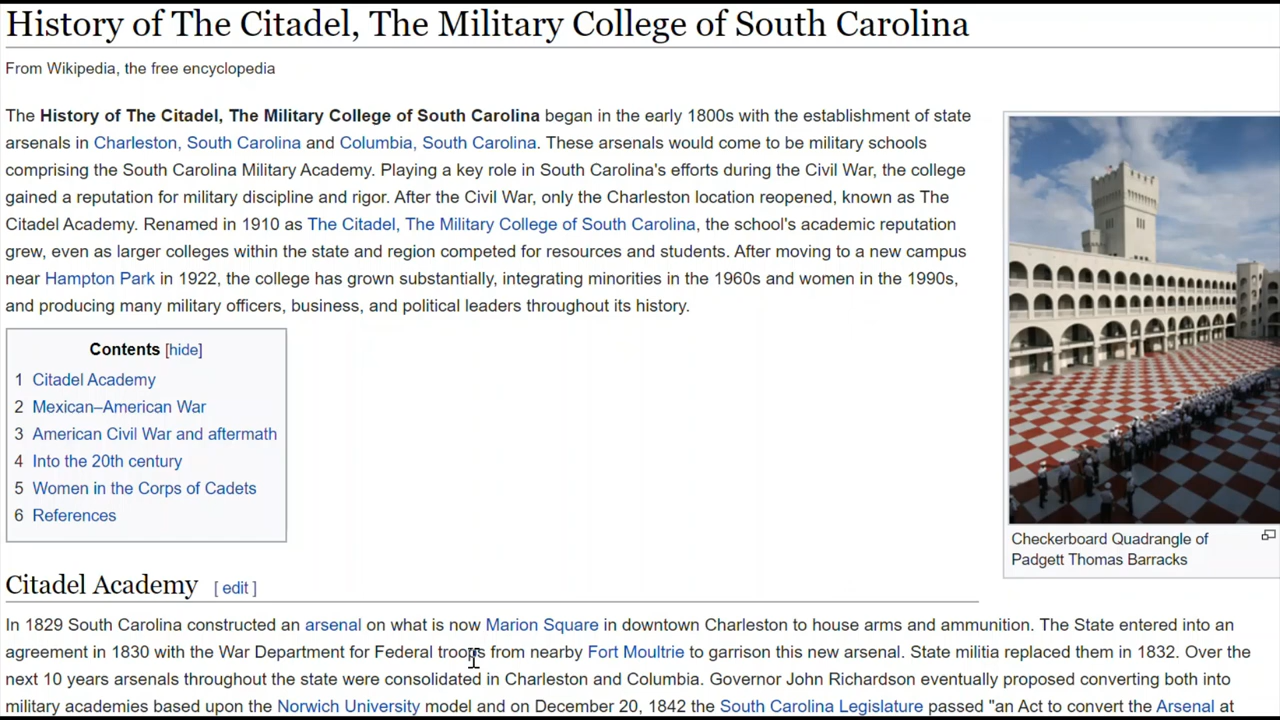 History of The Citadel, The Military College of South Carolina
From Wikipedia, the free encyclopedia
The History of The Citadel, The Military College of South Carolina began in the early 1800s with the establishment of state
arsenals in Charleston, South Carolina and Columbia, South Carolina. These arsenals would come to be military schools
comprising the South Carolina Military Academy. Playing a key role in South Carolina's efforts during the Civil War, the college
gained a reputation for military discipline and rigor. After the Civil War, only the Charleston location reopened, known as The
Citadel Academy. Renamed in 1910 as The Citadel, The Military College of South Carolina, the school's academic reputation
grew, even as larger colleges within the state and region competed for resources and students. After moving to a new campus
near Hampton Park in 1922, the college has grown substantially, integrating minorities in the 1960s and women in the 1990s,
and producing many military officers, business, and political leaders throughout its history.
Contents [hide]
1 Citadel Academy
2 Mexican–American War
3 American Civil War and aftermath
4 Into the 20th century
5 Women in the Corps of Cadets
6 References
Checkerboard Quadrangle of
Padgett Thomas Barracks
Citadel Academy [ edit ]
In 1829 South Carolina constructed an arsenal on what is now Marion Square in downtown Charleston to house arms and ammunition. The State entered into an
agreement in 1830 with the War Department for Federal troops from nearby Fort Moultrie to garrison this new arsenal. State militia replaced them in 1832. Over the
next 10 years arsenals throughout the state were consolidated in Charleston and Columbia. Governor John Richardson eventually proposed converting both into
military academies based upon the Norwich University model and on December 20, 1842 the South Carolina Legislature passed "an Act to convert the Arsenal at